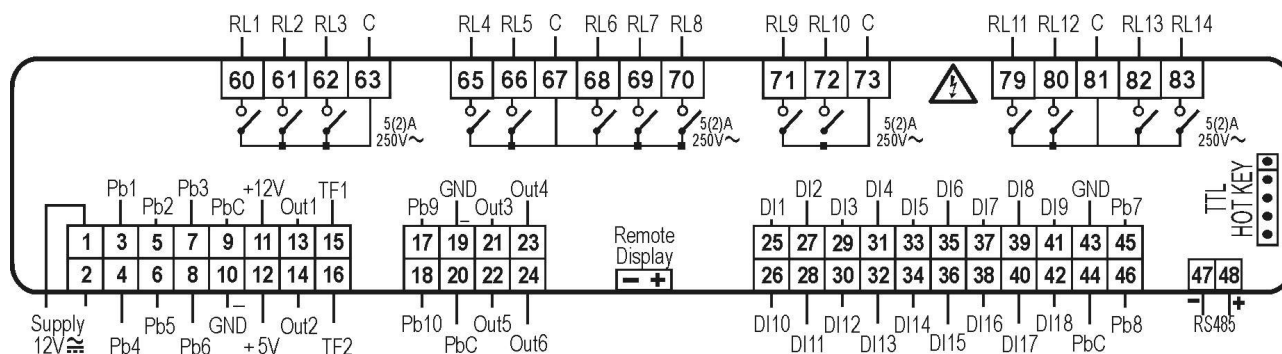 RL1 RL2 RL3 C RL4 RL5 C RL6 RL7 RL8 RL9 RL10 C RL11 RL12 C RL13 RL14
60 61 62 63 65 66 67 68 69 70 71 72 73 79 80 81 82 83
5(2)A 5(2)A 5(2)A 5(2)A
250V~ 250V~ 250V~ 250V~
Pb3 +12V TF1 GND Out4 DI2 DI4 DI6 DI8 GND
Pb1 Pb2 PbC Out1 Pb9 _ Out3 DI1 DI3 DI5 DI7 DI9 Pb7
1 3 5 7 9 11 13 15 17 19 21 23 25 27 29 31 33 35 37 39 41 43 45
2 4 6 8 10 12 14 16 18 20 22 24 26 28 30 32 34 36 38 40 42 44 46
Remote
Display
- +
TTL
HOT KEY
47 48
- +
RS485
Supply Pb5 _ GND Out2 Pb10 Out5 DI10 DI12 DI14 DI16 DI18 Pb8
12V Pb4 Pb6 +5V TF2 PbC Out6 DI11 DI13 DI15 DI17 PbC